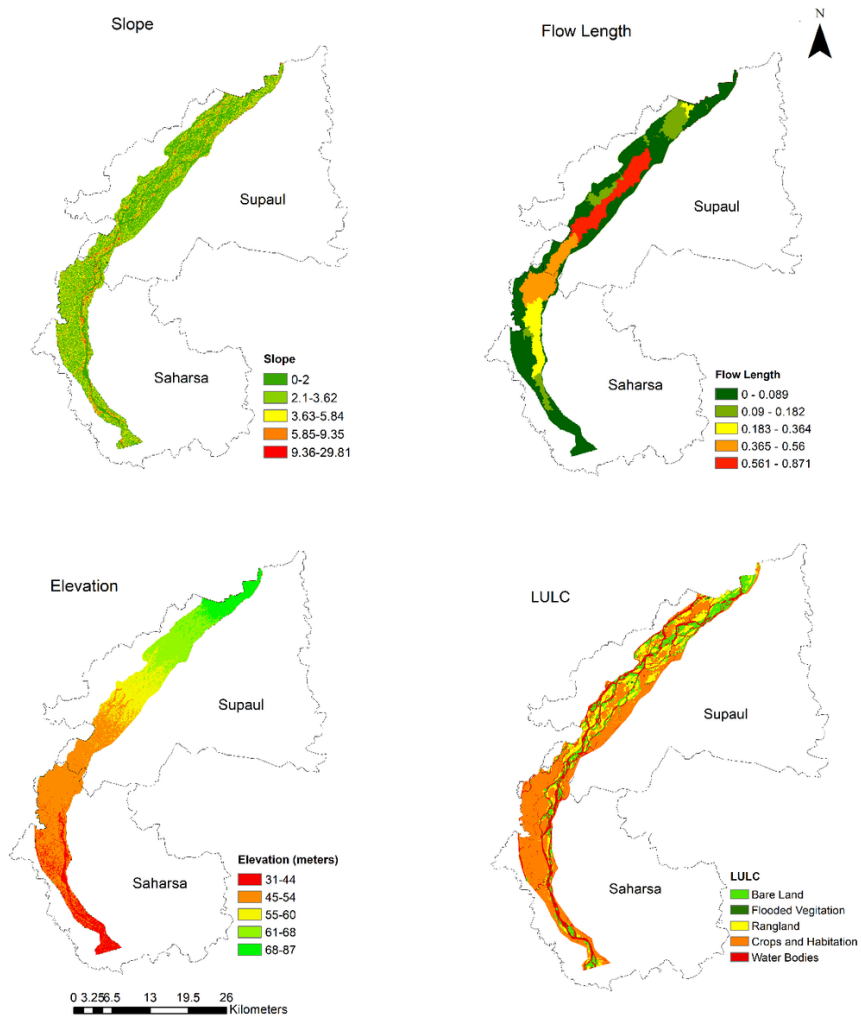 Slope
Supaul
Saharsa
Slope
0-2
2.1-3.62
3.63-5.84
5.85-9.35
9.36-29.81
Flow Length
N
Supaul
Saharsa
Flow Length
0 - 0.089
0.09 - 0.182
0.183 - 0.364
0.365 - 0.56
0.561 - 0.871
Elevation
Supaul
Saharsa
Elevation (meters)
31-44
45-54
55-60
61-68
68-87
0 3.256.5 13 19.5 26
Kilometers
LULC
Supaul
Saharsa
LULC
Bare Land
Flooded Vegitation
Rangland
Crops and Habitation
Water Bodies